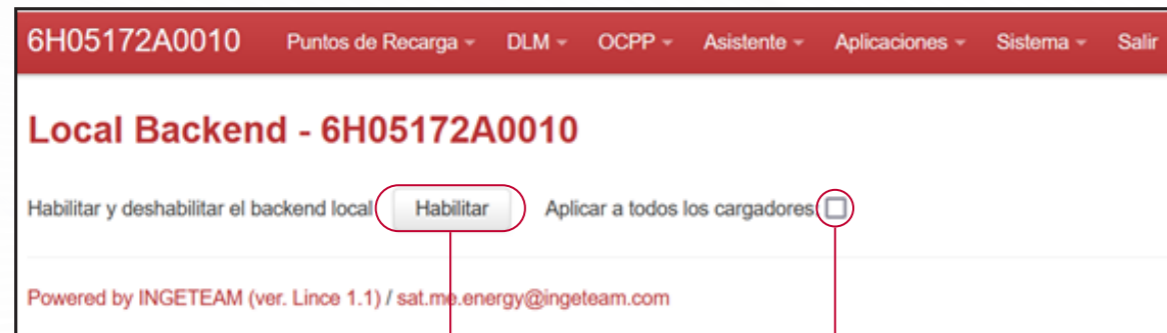 6H05172A0010 Puntos de Recarga DLM OCPP Asistente Aplicaciones Sistema Salir
Local Backend - 6H05172A0010
Habilitar y deshabilitar el backend local Habilitar Aplicar a todos los cargadores
Powered by INGETEAM (ver. Lince 1.1) / sat.me.energy@ingeteam.com